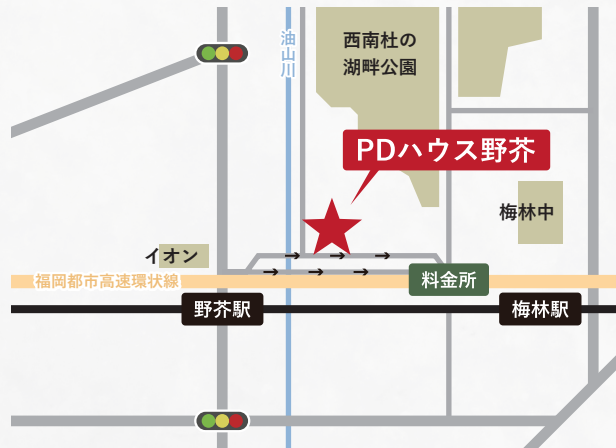 油山川
西南杜の
湖畔公園
PDハウス野芥
梅林中
イオン
福岡都市高速環状線
料金所
野芥駅
梅林駅